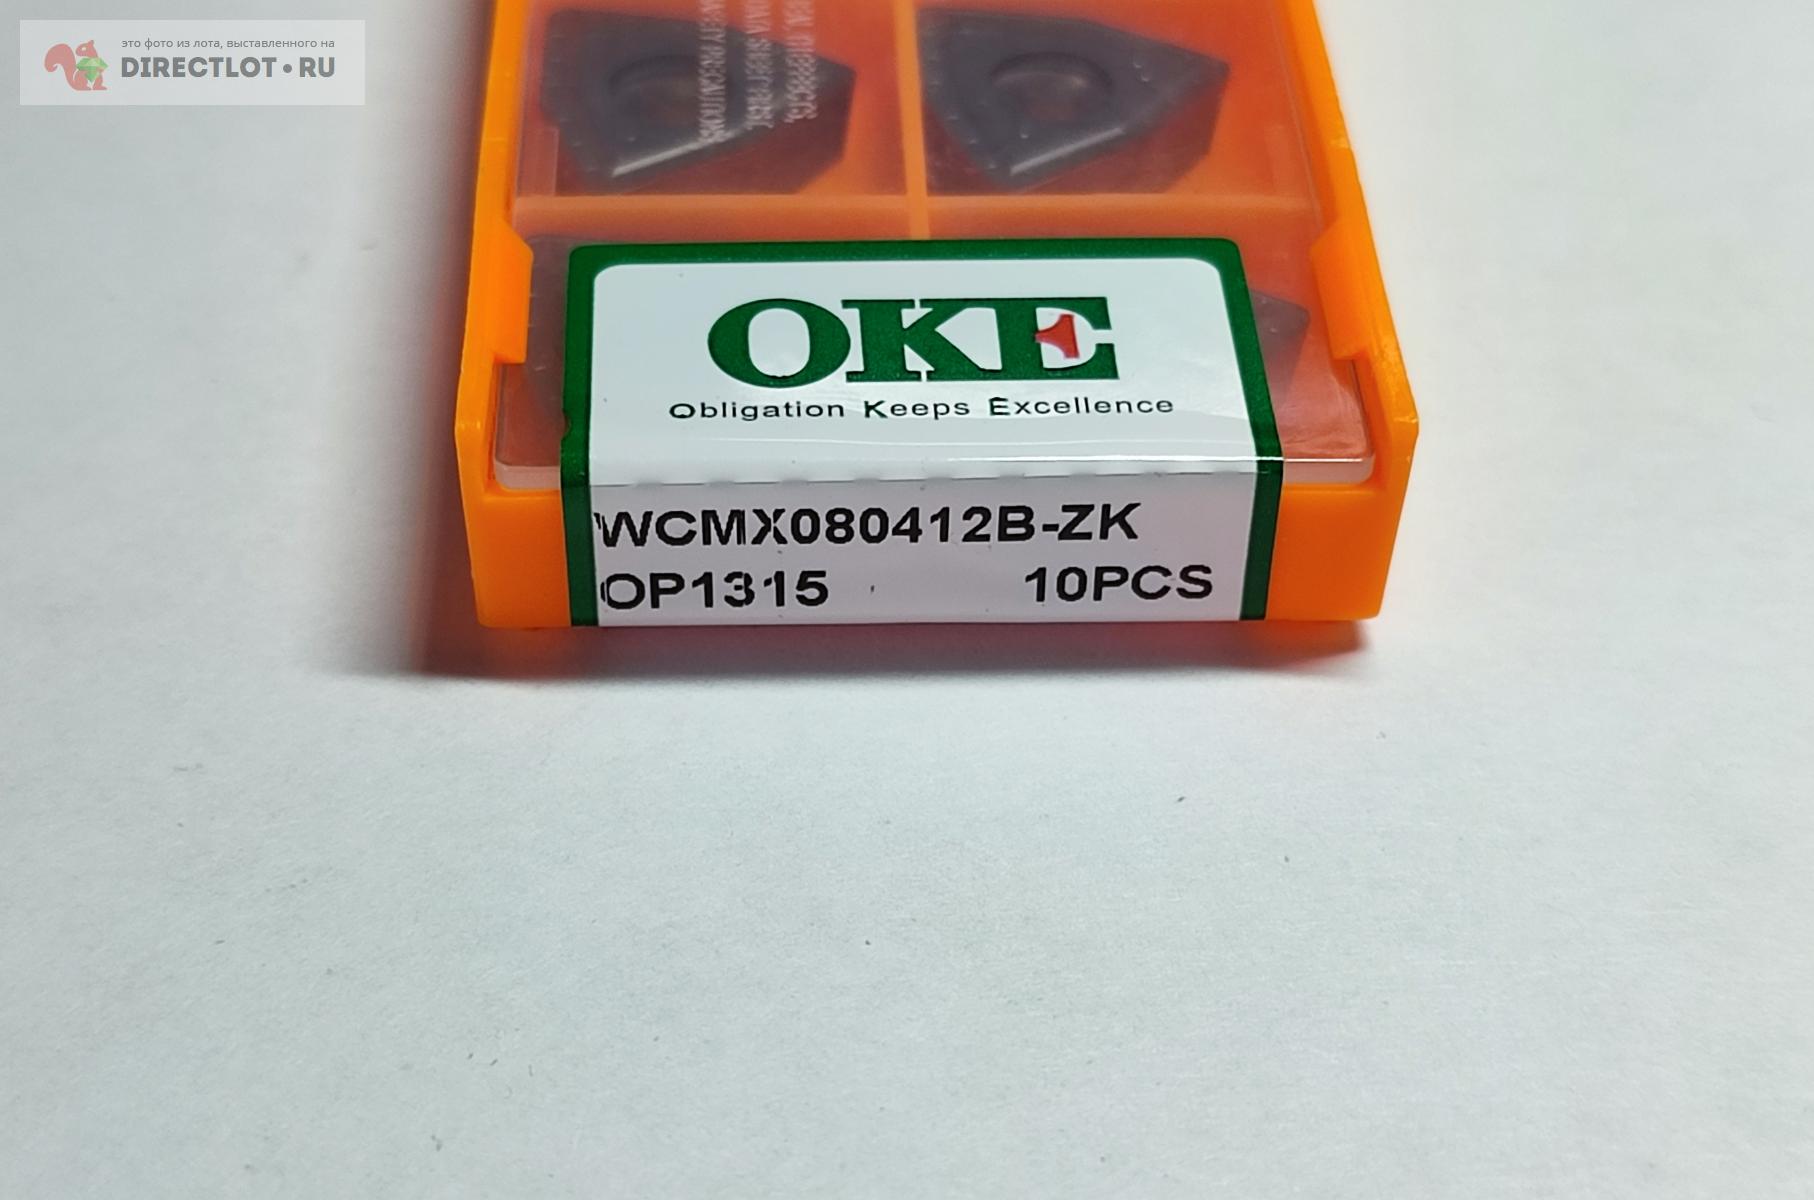 это фото из лота, выставленного на
DIRECTLOT•RU
OKE
Obligation Keeps Excellence
WCMX080412B-ZK
OP1315 10PCS